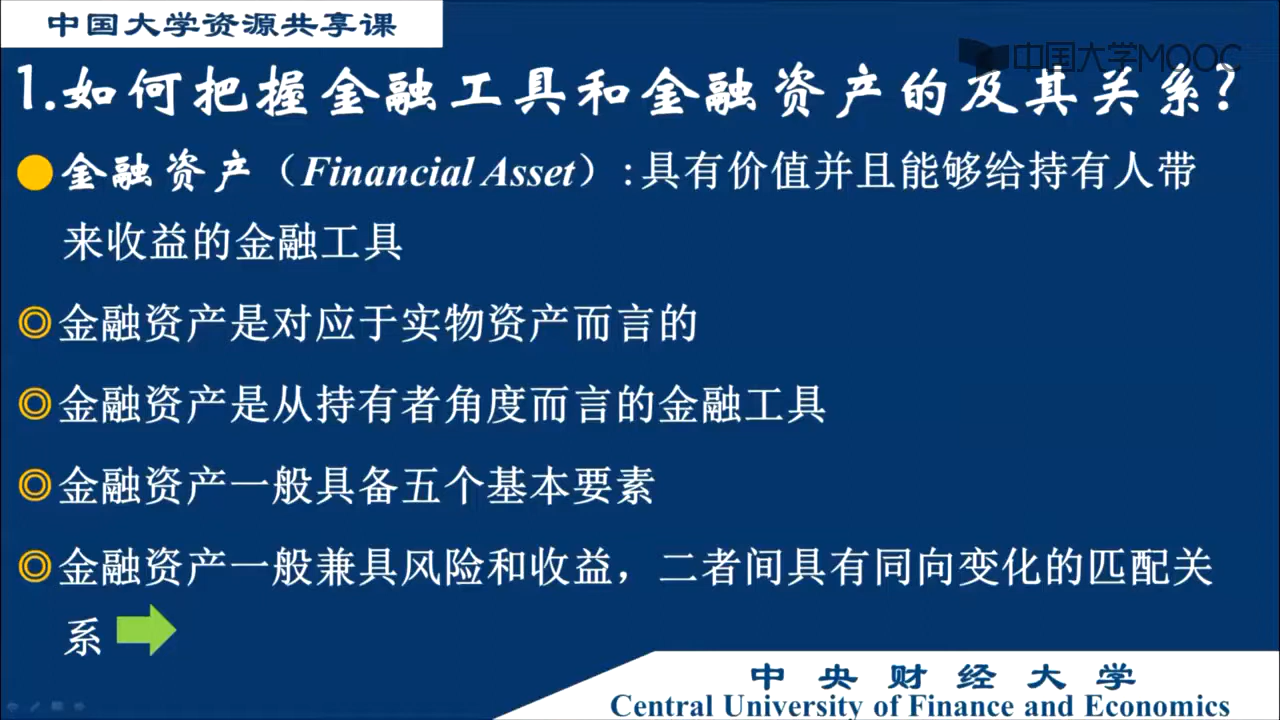 中国大学资源共享课
中国大学MOOC
1.如何把握金融工具和金融资产的及其关系?
金融资产（Financial Asset）:具有价值并且能够给持有人带
来收益的金融工具
金融资产是对应于实物资产而言的
金融资产是从持有者角度而言的金融工具
金融资产一般具备五个基本要素
金融资产一般兼具风险和收益，二者间具有同向变化的匹配关
系
中央财经大学
Central University of Finance and Economics